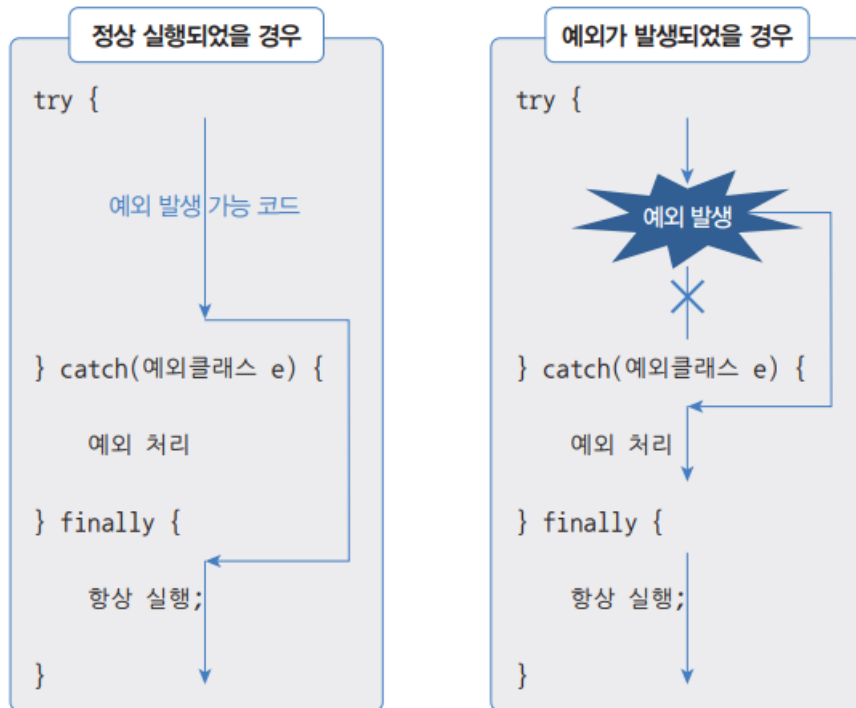 정상 실행되었을 경우
try {
예외 발생 가능 코드
} catch(예외클래스 e) {
예외 처리
} finally {
항상 실행;
}
예외가 발생되었을 경우
try {
예외 발생
} catch(예외클래스 e) {
예외 처리
} finally {
항상 실행;
}